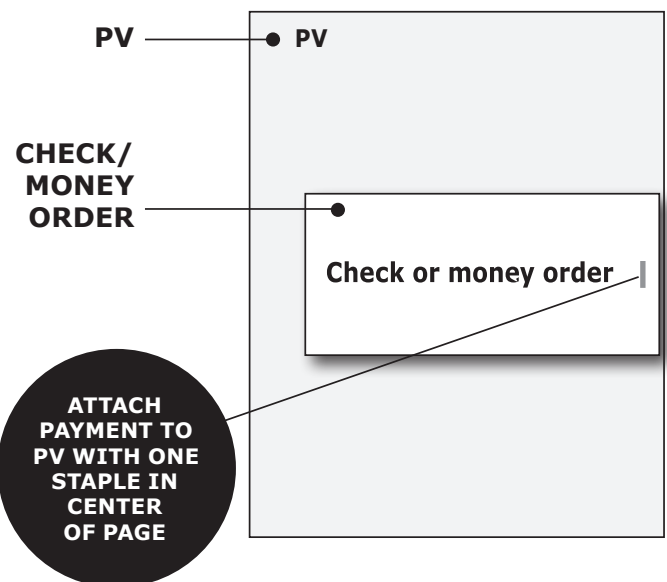 PV
PV
CHECK/
MONEY
ORDER
Check or money order
ATTACH
PAYMENT TO
PV WITH ONE
STAPLE IN
CENTER
OF PAGE